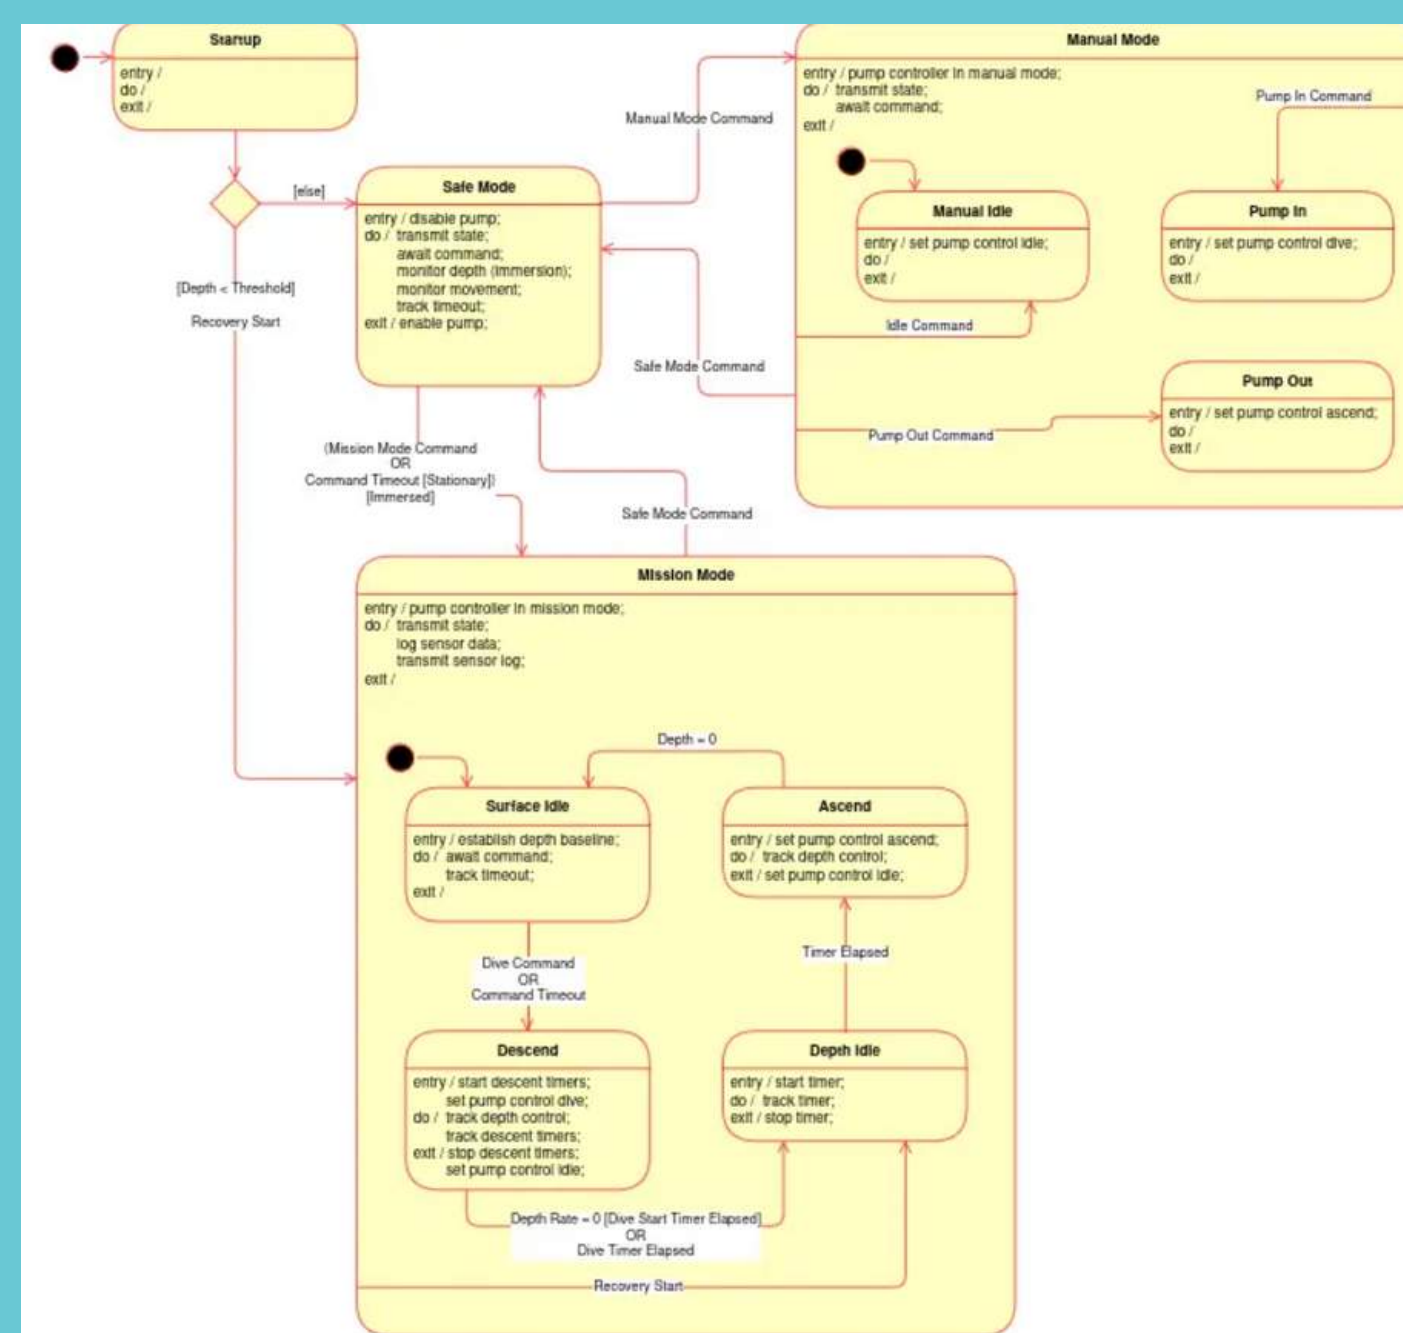 Startup
entry /
do /
exit /
[else]
[Depth < Threshold]
Recovery Start
Safe Mode
entry / disable pump;
do / transmit state;
await command;
monitor depth (immersion);
monitor movement;
track timeout;
exit / enable pump;
Manual Mode Command
Safe Mode Command
Manual Mode
entry / pump controller in manual mode;
do / transmit state;
await command;
exit /
Pump In Command
Manual Idle
entry / set pump control idle;
do /
exit /
Pump In
entry / set pump control dive;
do /
exit /
Idle Command
Pump Out
entry / set pump control ascend;
do /
exit /
Pump Out Command
(Mission Mode Command
OR
Command Timeout [Stationary])
[Immersed]
Safe Mode Command
Mission Mode
entry / pump controller in mission mode;
do / transmit state;
log sensor data;
transmit sensor log;
exit /
Depth = 0
Surface Idle
entry / establish depth baseline;
do / await command;
track timeout;
exit /
Ascend
entry / set pump control ascend;
do / track depth control;
exit / set pump control idle;
Dive Command
OR
Command Timeout
Timer Elapsed
Descend
entry / start descent timers;
set pump control dive;
do / track depth control;
track descent timers;
exit / stop descent timers;
set pump control idle;
Depth Idle
entry / start timer;
do / track timer;
exit / stop timer;
Depth Rate = 0 [Dive Start Timer Elapsed]
OR
Dive Timer Elapsed
Recovery Start